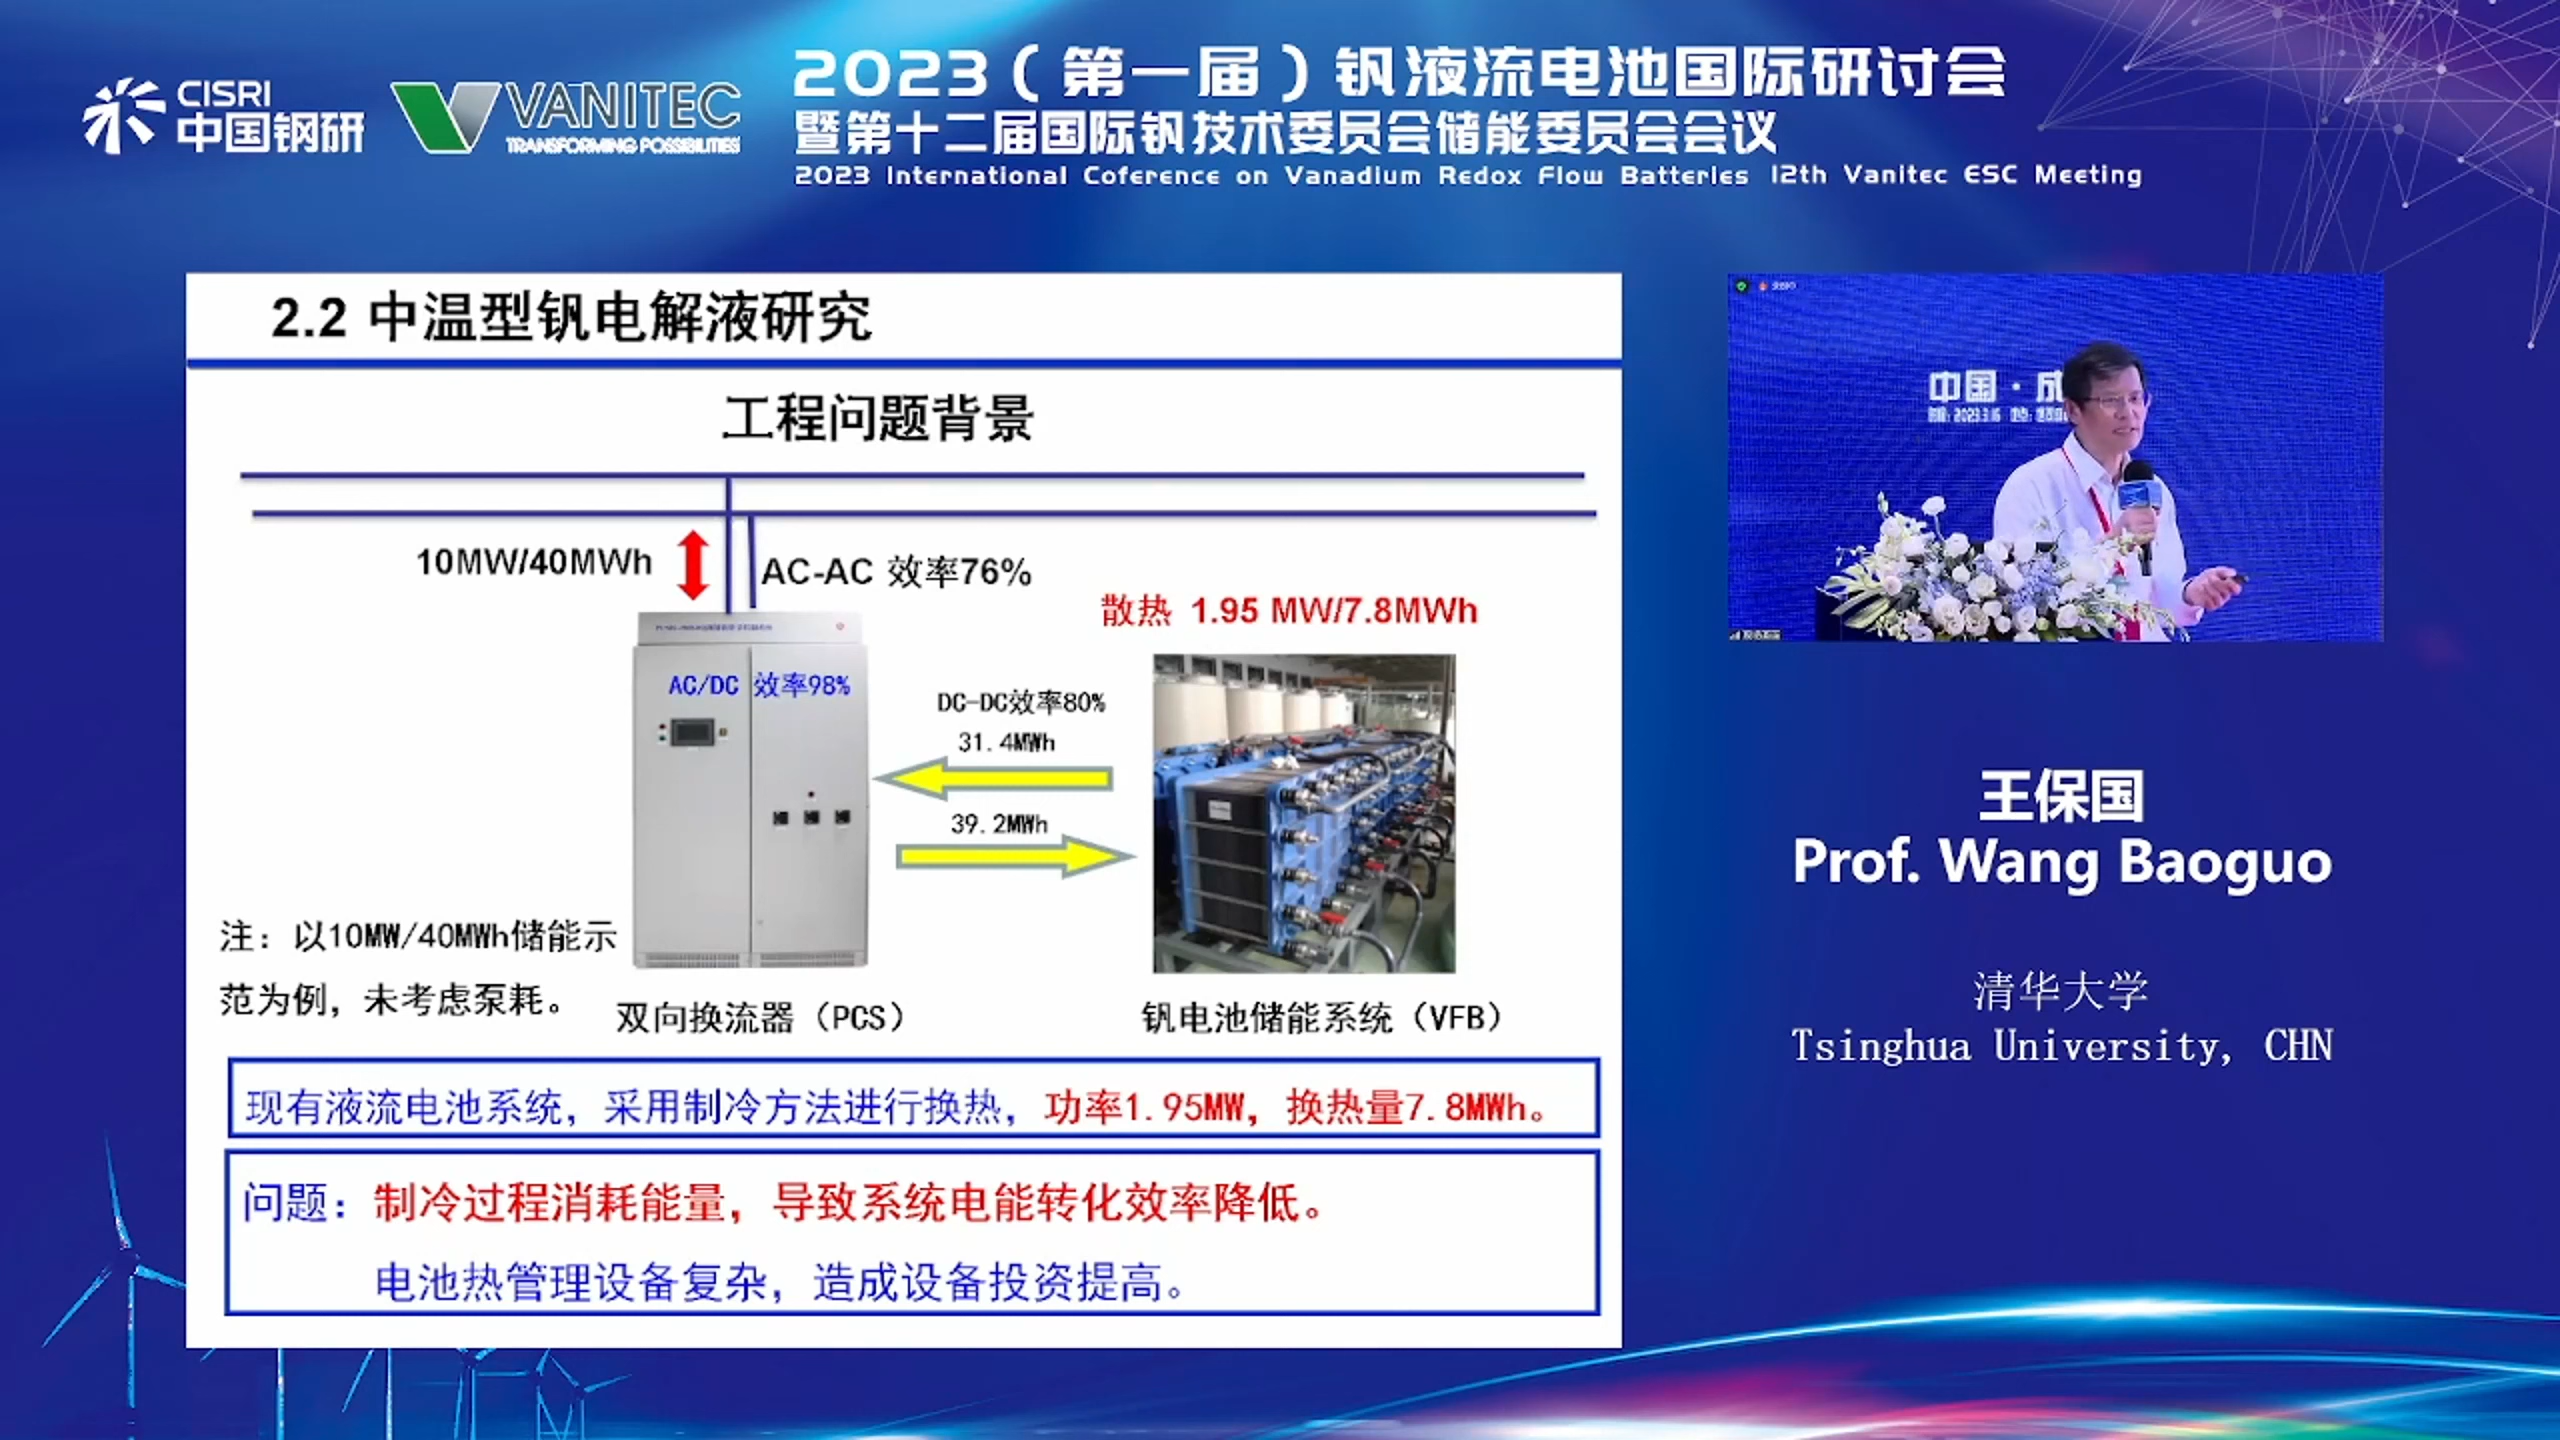 CISRI
中国钢研
VANITEC
TRANSFORMING POSSIBILITIES
2023（第一届）钒液流电池国际研讨会
暨第十二届国际钒技术委员会储能委员会会议
2023 International Coference on Vanadium Redox Flow Batteries 12th Vanitec ESC Meeting
2.2 中温型钒电解液研究
工程问题背景
10MW/40MWh
AC-AC 效率76%
散热 1.95 MW/7.8MWh
AC/DC 效率98%
DC-DC效率80%
31.4MWh
39.2MWh
注：以10MW/40MWh储能示
范为例，未考虑泵耗。
双向换流器（PCS）
钒电池储能系统（VFB）
现有液流电池系统，采用制冷方法进行换热，功率1.95MW，换热量7.8MWh。
问题：制冷过程消耗能量，导致系统电能转化效率降低。
电池热管理设备复杂，造成设备投资提高。
中国·成
2023.3.16
王保国
Prof. Wang Baoguo
清华大学
Tsinghua University, CHN